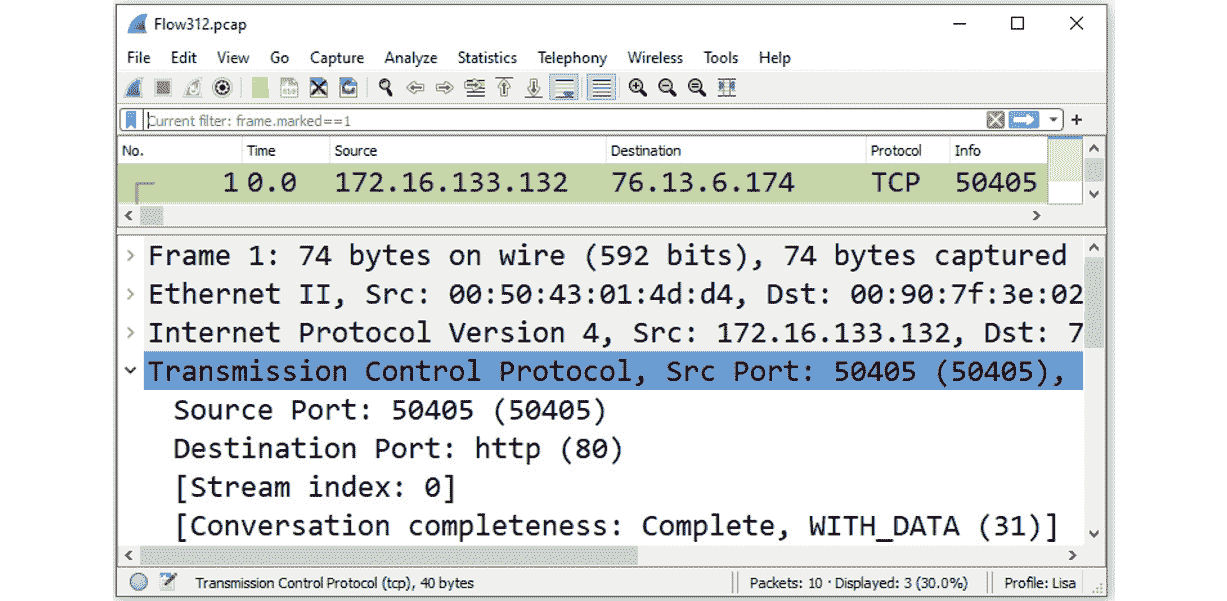 Flow312.pcap
File Edit View Go Capture Analyze Statistics Telephony Wireless Tools Help
Current filter: frame.marked==1
No. Time Source Destination Protocol Info
1 0.0 172.16.133.132 76.13.6.174 TCP 50405
Frame 1: 74 bytes on wire (592 bits), 74 bytes captured
Ethernet II, Src: 00:50:43:01:4d:d4, Dst: 00:90:7f:3e:02
Internet Protocol Version 4, Src: 172.16.133.132, Dst: 7
Transmission Control Protocol, Src Port: 50405 (50405),
Source Port: 50405 (50405)
Destination Port: http (80)
[Stream index: 0]
[Conversation completeness: Complete, WITH_DATA (31)]
Transmission Control Protocol (tcp), 40 bytes Packets: 10 · Displayed: 3 (30.0%) Profile: Lisa